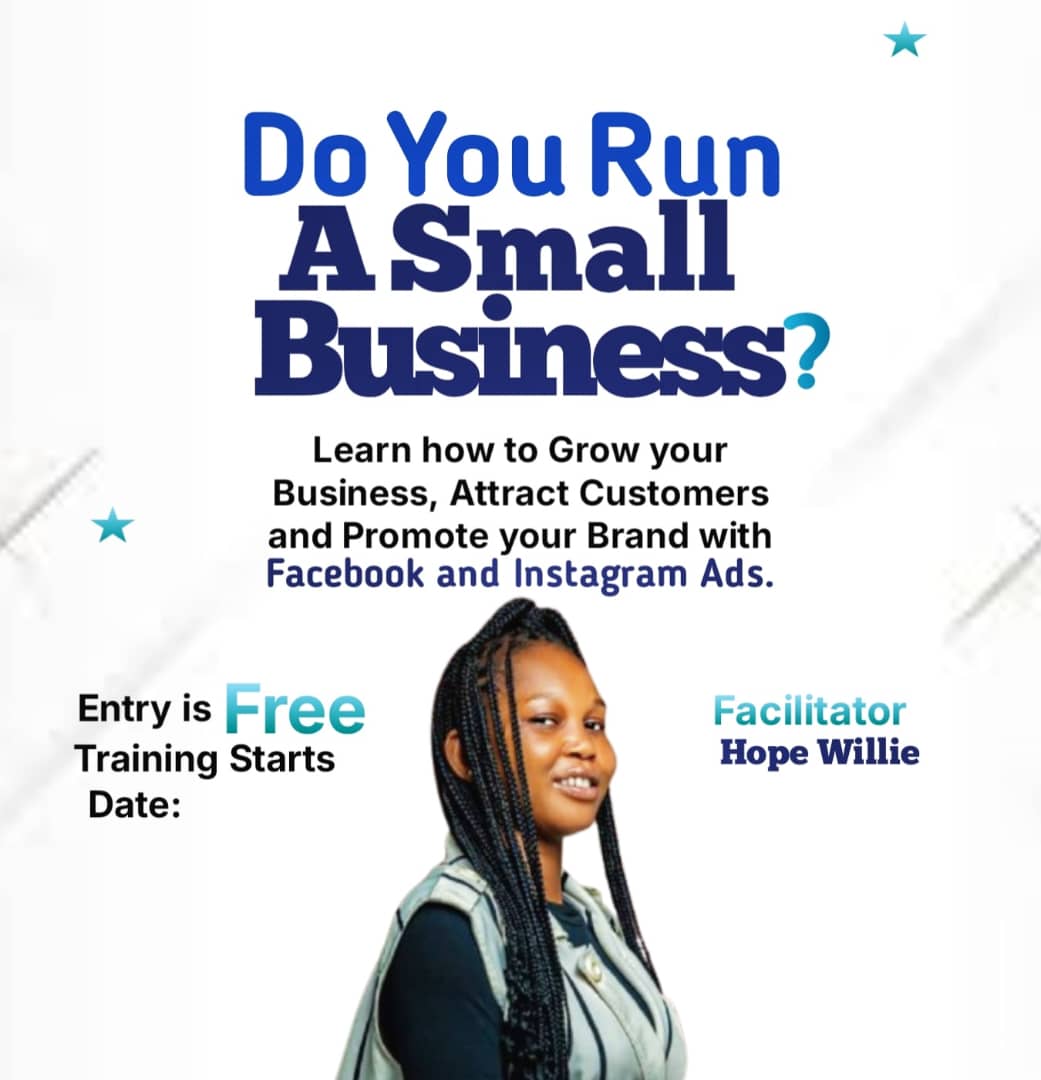 Do You Run
A Small
Business?
Learn how to Grow your
Business, Attract Customers
and Promote your Brand with
Facebook and Instagram Ads.
Entry is Free
Training Starts
Date:
Facilitator
Hope Willie